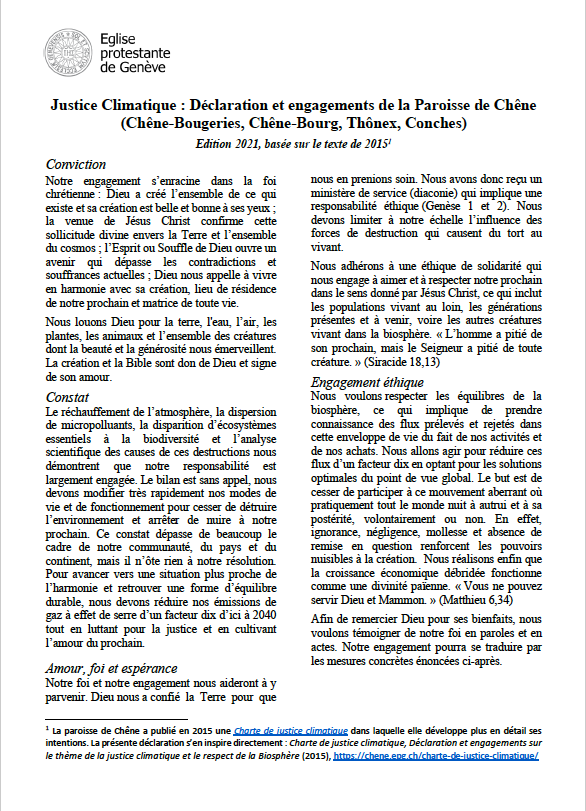 Eglise
protestante
de Genève
Justice Climatique : Déclaration et engagements de la Paroisse de Chêne
(Chêne-Bougeries, Chêne-Bourg, Thônex, Conches)
Edition 2021, basée sur le texte de 2015¹
Conviction
Notre engagement s’enracine dans la foi
chrétienne : Dieu a créé l’ensemble de ce qui
existe et sa création est belle et bonne à ses yeux ;
la venue de Jésus Christ confirme cette
sollicitude divine envers la Terre et l’ensemble
du cosmos ; l’Esprit ou Souffle de Dieu ouvre un
avenir qui dépasse les contradictions et
souffrances actuelles ; Dieu nous appelle à vivre
en harmonie avec sa création, lieu de résidence
de notre prochain et matrice de toute vie.
Nous louons Dieu pour la terre, l'eau, l’air, les
plantes, les animaux et l’ensemble des créatures
dont la beauté et la générosité nous émerveillent.
La création et la Bible sont don de Dieu et signe
de son amour.
Constat
Le réchauffement de l’atmosphère, la dispersion
de micropolluants, la disparition d’écosystèmes
essentiels à la biodiversité et l’analyse
scientifique des causes de ces destructions nous
démontrent que notre responsabilité est
largement engagée. Le bilan est sans appel, nous
devons modifier très rapidement nos modes de
vie et de fonctionnement pour cesser de détruire
l’environnement et arrêter de nuire à notre
prochain. Ce constat dépasse de beaucoup le
cadre de notre communauté, du pays et du
continent, mais il n’ôte rien à notre résolution.
Pour avancer vers une situation plus proche de
l’harmonie et retrouver une forme d’équilibre
durable, nous devons réduire nos émissions de
gaz à effet de serre d’un facteur dix d’ici à 2040
tout en luttant pour la justice et en cultivant
l’amour du prochain.
Amour, foi et espérance
Notre foi et notre engagement nous aideront à y
parvenir. Dieu nous a confié la Terre pour que
nous en prenions soin. Nous avons donc reçu un
ministère de service (diaconie) qui implique une
responsabilité éthique (Genèse 1 et 2). Nous
devons limiter à notre échelle l’influence des
forces de destruction qui causent du tort au
vivant.
Nous adhérons à une éthique de solidarité qui
nous engage à aimer et à respecter notre prochain
dans le sens donné par Jésus Christ, ce qui inclut
les populations vivant au loin, les générations
présentes et à venir, voire les autres créatures
vivant dans la biosphère. « L’homme a pitié de
son prochain, mais le Seigneur a pitié de toute
créature. » (Siracide 18,13)
Engagement éthique
Nous voulons respecter les équilibres de la
biosphère, ce qui implique de prendre
connaissance des flux prélevés et rejetés dans
cette enveloppe de vie du fait de nos activités et
de nos achats. Nous allons agir pour réduire ces
flux d’un facteur dix en optant pour les solutions
optimales du point de vue global. Le but est de
cesser de participer à ce mouvement aberrant où
pratiquement tout le monde nuit à autrui et à sa
postérité, volontairement ou non. En effet,
ignorance, négligence, mollesse et absence de
remise en question renforcent les pouvoirs
nuisibles à la création. Nous réalisons enfin que
la croissance économique débridée fonctionne
comme une divinité païenne. « Vous ne pouvez
servir Dieu et Mammon. » (Matthieu 6,34)
Afin de remercier Dieu pour ses bienfaits, nous
voulons témoigner de notre foi en paroles et en
actes. Notre engagement pourra se traduire par
les mesures concrètes énoncées ci-après.
¹ La paroisse de Chêne a publié en 2015 une Charte de justice climatique dans laquelle elle développe plus en détail ses
intentions. La présente déclaration s’en inspire directement : Charte de justice climatique, Déclaration et engagements sur
le thème de la justice climatique et le respect de la Biosphère (2015), https://chene.epg.ch/charte-de-justice-climatique/